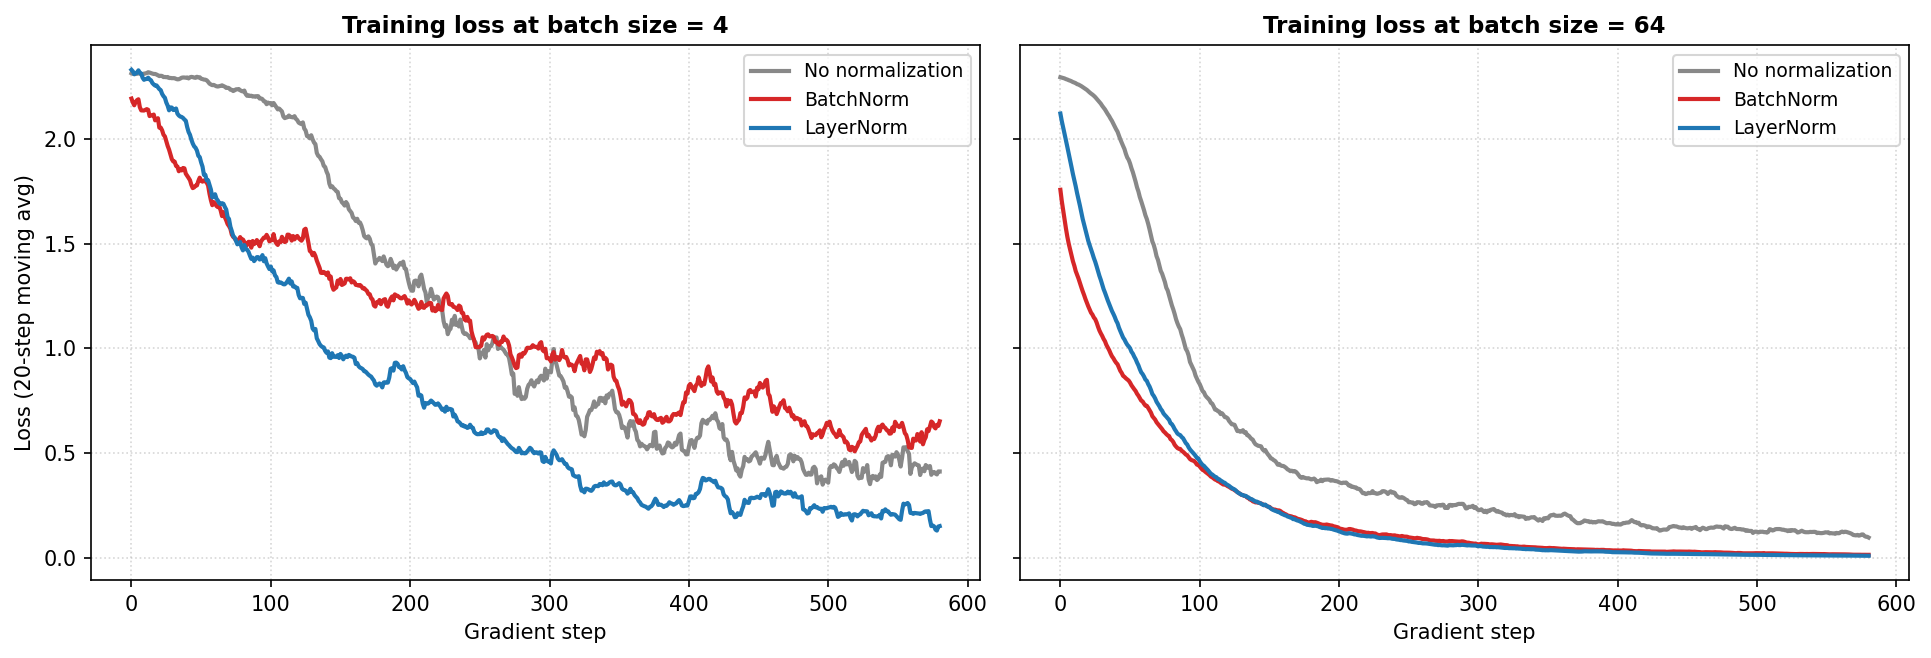 Training loss at batch size = 4
Loss (20-step moving avg)
2.0
1.5
1.0
0.5
0.0
No normalization
BatchNorm
LayerNorm
0 100 200 300 400 500 600
Gradient step
Training loss at batch size = 64
No normalization
BatchNorm
LayerNorm
0 100 200 300 400 500 600
Gradient step